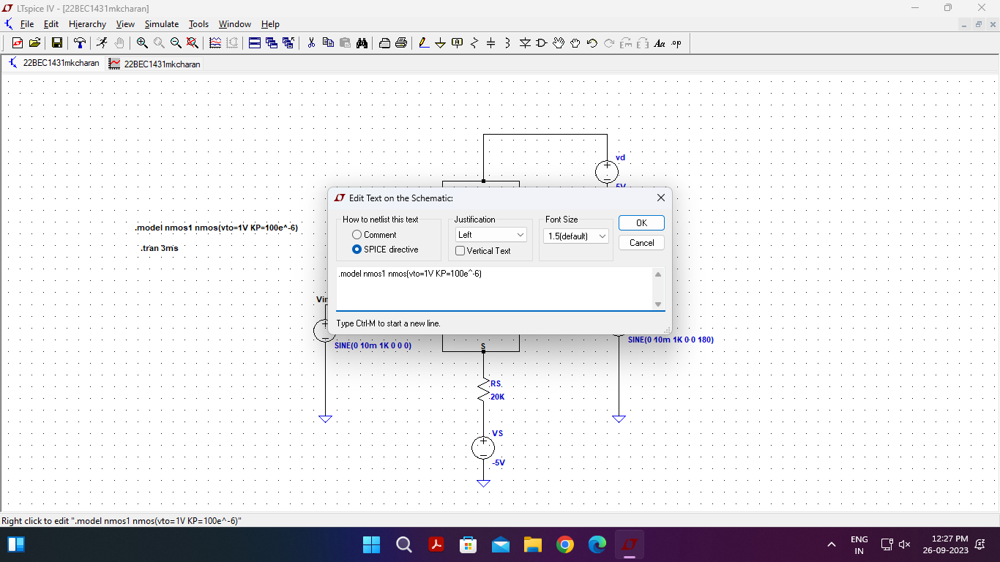 LTspice IV - [22BEC1431mkcharan]
File Edit Hierarchy View Simulate Tools Window Help
Aa .op
22BEC1431mkcharan 22BEC1431mkcharan
vd
5V
Edit Text on the Schematic:
How to netlist this text
Comment
SPICE directive
Justification
Left
Vertical Text
Font Size
1.5(default)
OK
Cancel
.model nmos1 nmos(vto=1V KP=100e^-6)
Type Ctrl-M to start a new line.
.model nmos1 nmos(vto=1V KP=100e^-6)
.tran 3ms
SINE(0 10m 1K 0 0 0)
SINE(0 10m 1K 0 0 180)
S
RS
20K
VS
-5V
Right click to edit ".model nmos1 nmos(vto=1V KP=100e^-6)"
ENG
IN
12:27 PM
26-09-2023